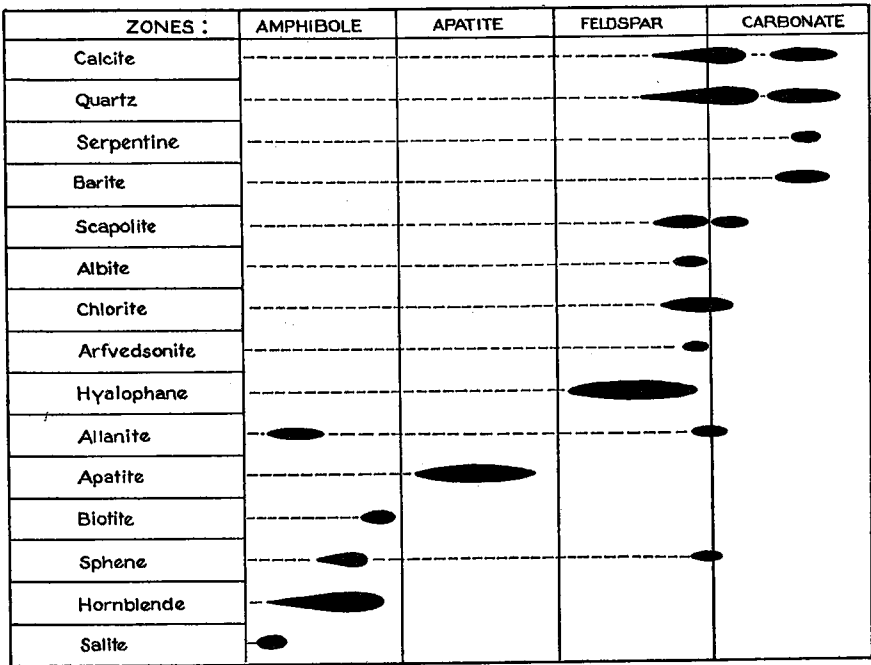 ZONES : AMPHIBOLE APATITE FELDSPAR CARBONATE
Calcite
Quartz
Serpentine
Barite
Scapolite
Albite
Chlorite
Arfvedsonite
Hyalophane
Allanite
Apatite
Biotite
Sphene
Hornblende
Salite